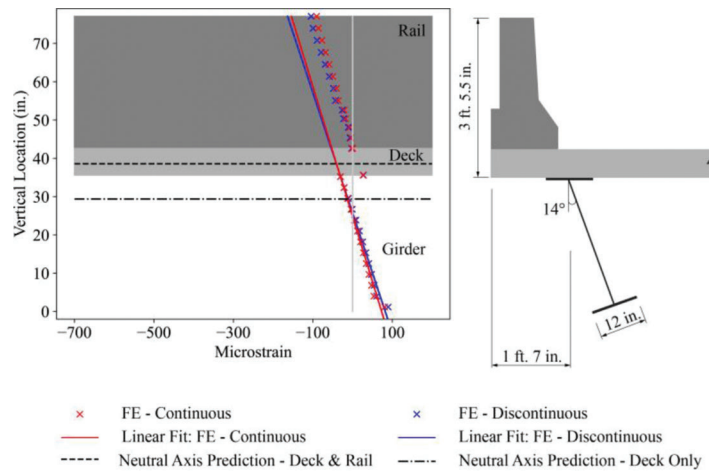 Rail
Deck
Girder
Vertical Location (in.)
70
60
50
40
30
20
10
0
−700
−500
−300
−100
100
Microstrain
3 ft. 5.5 in.
14°
12 in.
1 ft. 7 in.
FE - Continuous
FE - Discontinuous
Linear Fit: FE - Continuous
Linear Fit: FE - Discontinuous
Neutral Axis Prediction - Deck & Rail
Neutral Axis Prediction - Deck Only